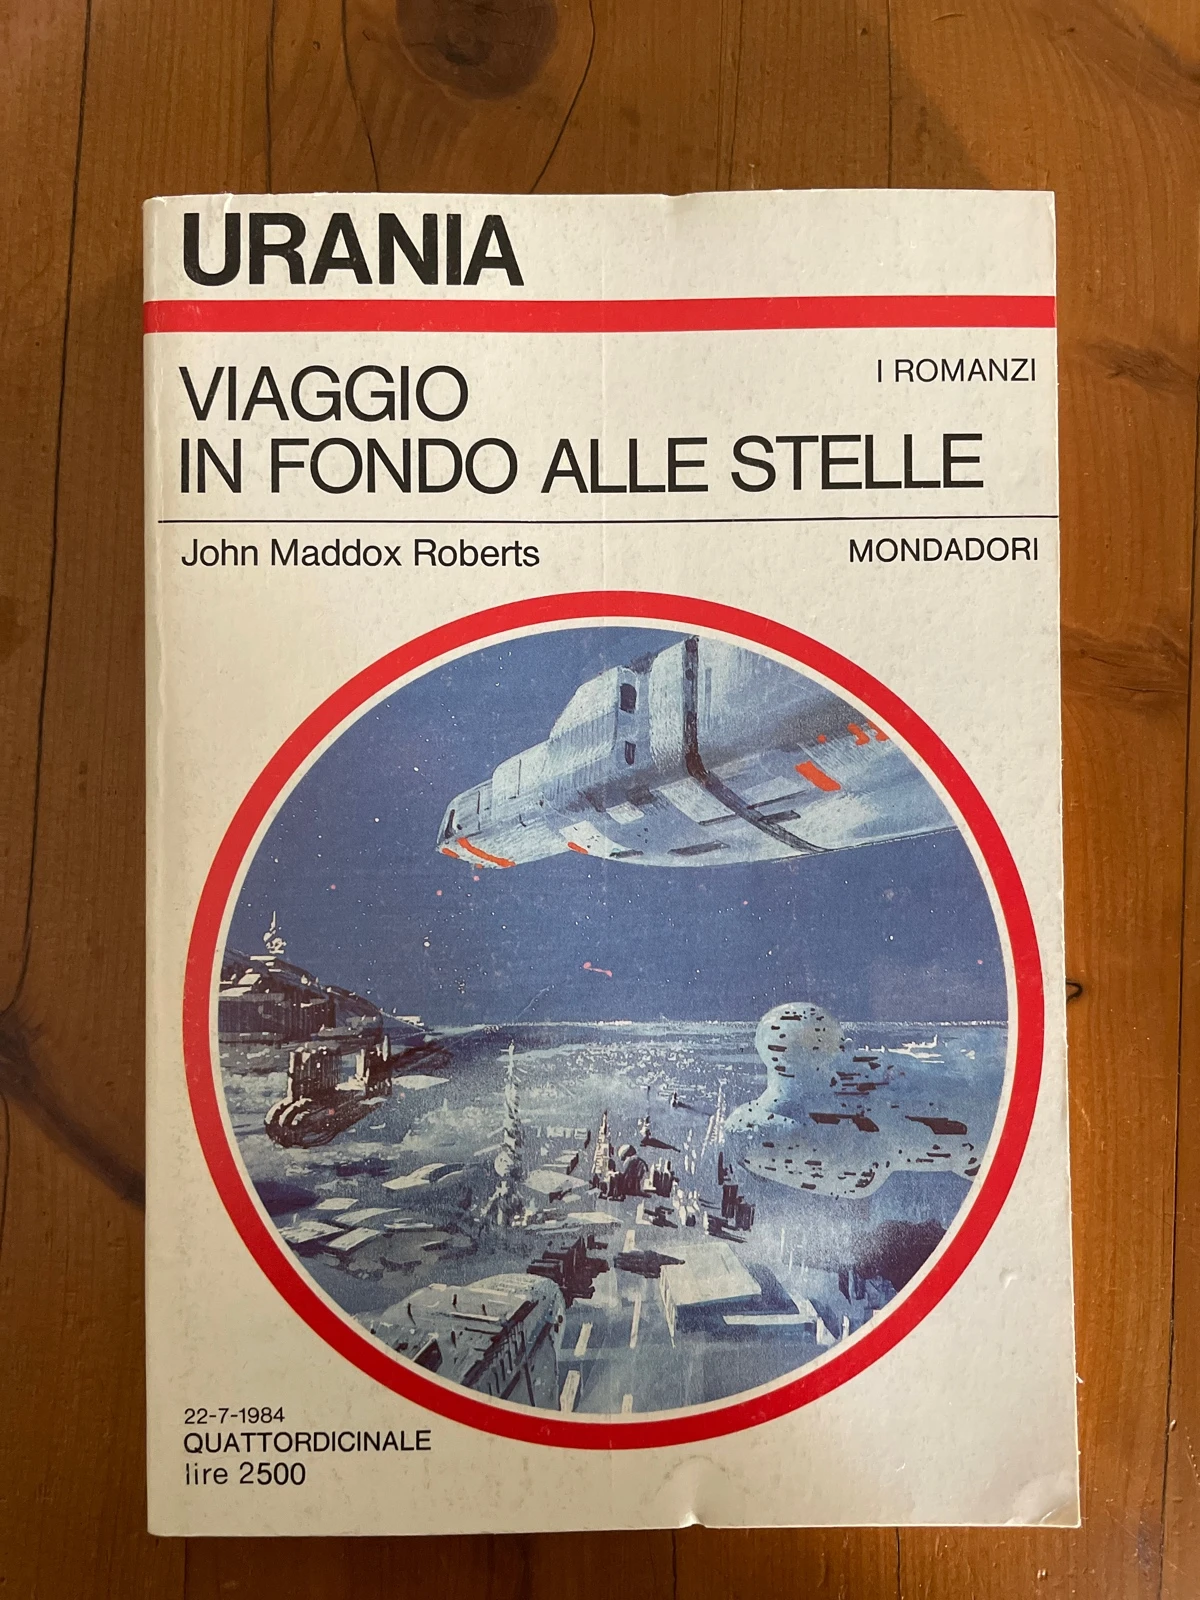 URANIA
I ROMANZI
VIAGGIO
IN FONDO ALLE STELLE
John Maddox Roberts
MONDADORI
22-7-1984
QUATTORDICINALE
lire 2500